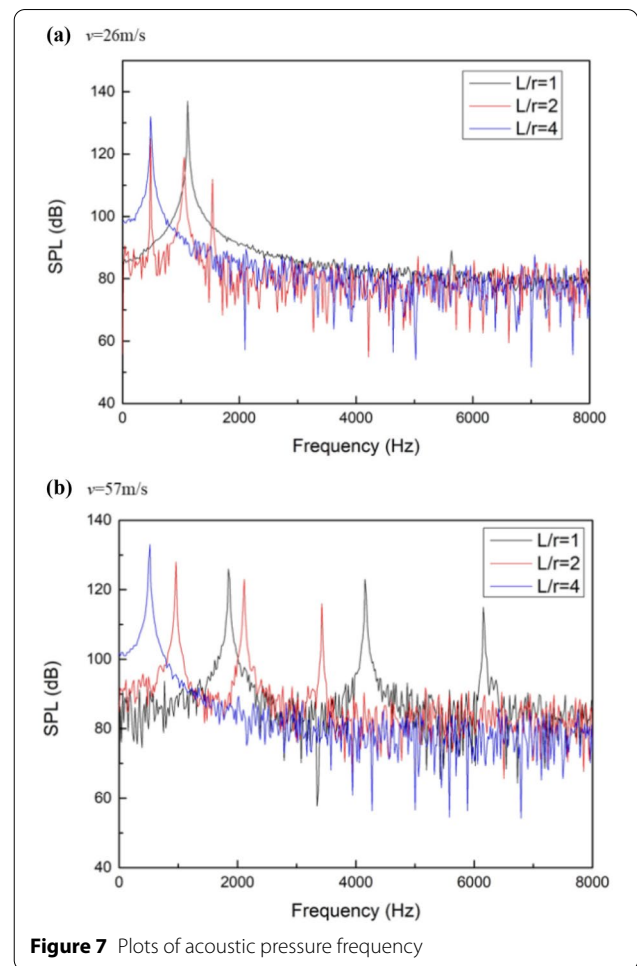 (a) v=26m/s
140
120
100
80
60
40
SPL (dB)
L/r=1
L/r=2
L/r=4
0 2000 4000 6000 8000
Frequency (Hz)
(b) v=57m/s
140
120
100
80
60
40
SPL (dB)
L/r=1
L/r=2
L/r=4
0 2000 4000 6000 8000
Frequency (Hz)
Figure 7 Plots of acoustic pressure frequency